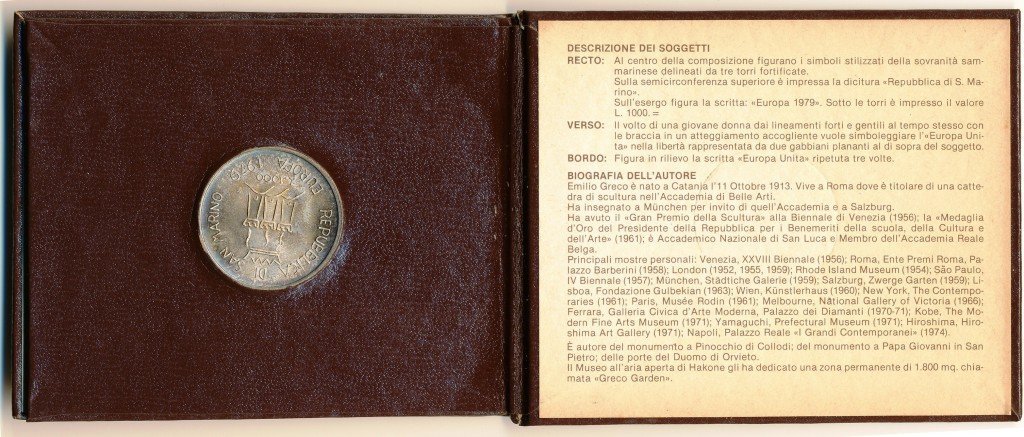 REPUBBLICA
DI
SAN MARINO
EUROPA 1979
DESCRIZIONE DEI SOGGETTI
RECTO: Al centro della composizione figurano i simboli stilizzati della sovranità sam-
marinese delineati da tre torri fortificate.
Sulla semicirconferenza superiore è impressa la dicitura «Repubblica di S. Ma-
rino».
Sull'esergo figura la scritta: «Europa 1979». Sotto le torri è impresso il valore
L. 1000. =
VERSO: Il volto di una giovane donna dai lineamenti forti e gentili al tempo stesso con
le braccia in un atteggiamento accogliente vuole simboleggiare l'«Europa Uni-
ta» nella libertà rappresentata da due gabbiani plananti al di sopra del soggetto.
BORDO: Figura in rilievo la scritta «Europa Unita» ripetuta tre volte.
BIOGRAFIA DELL'AUTORE
Emilio Greco è nato a Catania l'11 Ottobre 1913. Vive a Roma dove è titolare di una catte-
dra di scultura nell'Accademia di Belle Arti.
Ha insegnato a München per invito di quell'Accademia e a Salzburg.
Ha avuto il «Gran Premio della Scultura» alla Biennale di Venezia (1956); la «Medaglia
d'Oro del Presidente della Repubblica per i Benemeriti della scuola, della Cultura e
dell'Arte» (1961); è Accademico Nazionale di San Luca e Membro dell'Accademia Reale
Belga.
Principali mostre personali: Venezia, XXVIII Biennale (1956); Roma, Ente Premi Roma, Pa-
lazzo Barberini (1958); London (1952, 1955, 1959); Rhode Island Museum (1954); São Paulo,
IV Biennale (1957); München, Städtiche Galerie (1959); Salzburg, Zwerge Garten (1959); Li-
sboa, Fondazione Gulbekian (1963); Wien, Künstlerhaus (1960); New York, The Contempo-
raries (1961); Paris, Musée Rodin (1961); Melbourne, National Gallery of Victoria (1966);
Ferrara, Galleria Civica d'Arte Moderna, Palazzo dei Diamanti (1970-71); Kobe, The Mo-
dern Fine Arts Museum (1971); Yamaguchi, Prefectural Museum (1971); Hiroshima, Hiro-
shima Art Gallery (1971); Napoli, Palazzo Reale «I Grandi Contemporanei» (1974).
È autore del monumento a Pinocchio di Collodi; del monumento a Papa Giovanni in San
Pietro; delle porte del Duomo di Orvieto.
Il Museo all'aria aperta di Hakone gli ha dedicato una zona permanente di 1.800 mq. chia-
mata «Greco Garden».